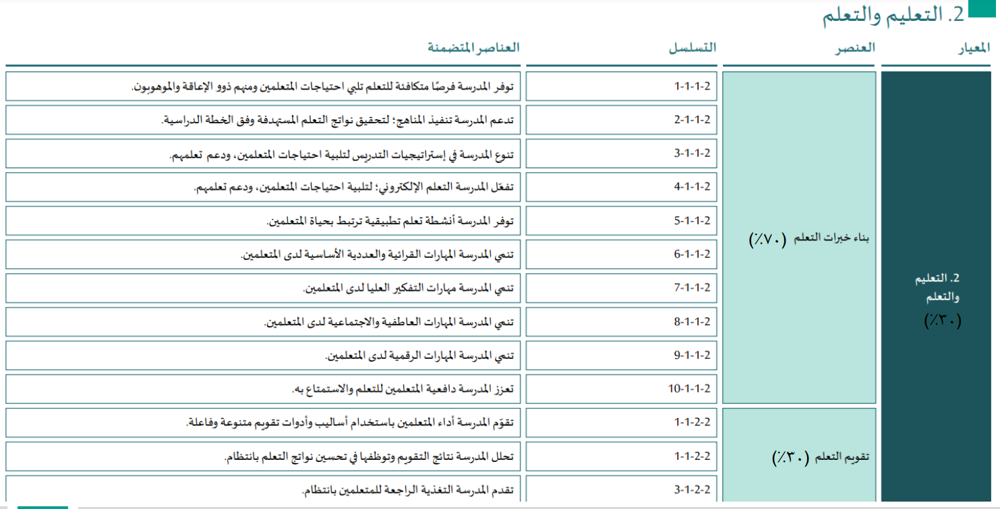 2. التعليم والتعلم
المعيار العنصر التسلسل العناصر المتضمنة
2. التعليم
والتعلم
(٣٠٪)
بناء خبرات التعلم (٧٠٪)
1-1-1-2 توفر المدرسة فرصًا متكافئة للتعلم تلبي احتياجات المتعلمين ومنهم ذوو الإعاقة والموهوبون.
2-1-1-2 تدعم المدرسة تنفيذ المناهج؛ لتحقيق نواتج التعلم المستهدفة وفق الخطة الدراسية.
3-1-1-2 تنوع المدرسة في إستراتيجيات التدريس لتلبية احتياجات المتعلمين، ودعم تعلمهم.
4-1-1-2 تفعّل المدرسة التعلم الإلكتروني؛ لتلبية احتياجات المتعلمين، ودعم تعلمهم.
5-1-1-2 توفر المدرسة أنشطة تعلم تطبيقية ترتبط بحياة المتعلمين.
6-1-1-2 تنمي المدرسة المهارات القرائية والعددية الأساسية لدى المتعلمين.
7-1-1-2 تنمي المدرسة مهارات التفكير العليا لدى المتعلمين.
8-1-1-2 تنمي المدرسة المهارات العاطفية والاجتماعية لدى المتعلمين.
9-1-1-2 تنمي المدرسة المهارات الرقمية لدى المتعلمين.
10-1-1-2 تعزز المدرسة دافعية المتعلمين للتعلم والاستمتاع به.
تقويم التعلم (٣٠٪)
1-1-2-2 تقوّم المدرسة أداء المتعلمين باستخدام أساليب وأدوات تقويم متنوعة وفاعلة.
1-1-2-2 تحلل المدرسة نتائج التقويم وتوظفها في تحسين نواتج التعلم بانتظام.
3-1-2-2 تقدم المدرسة التغذية الراجعة للمتعلمين بانتظام.